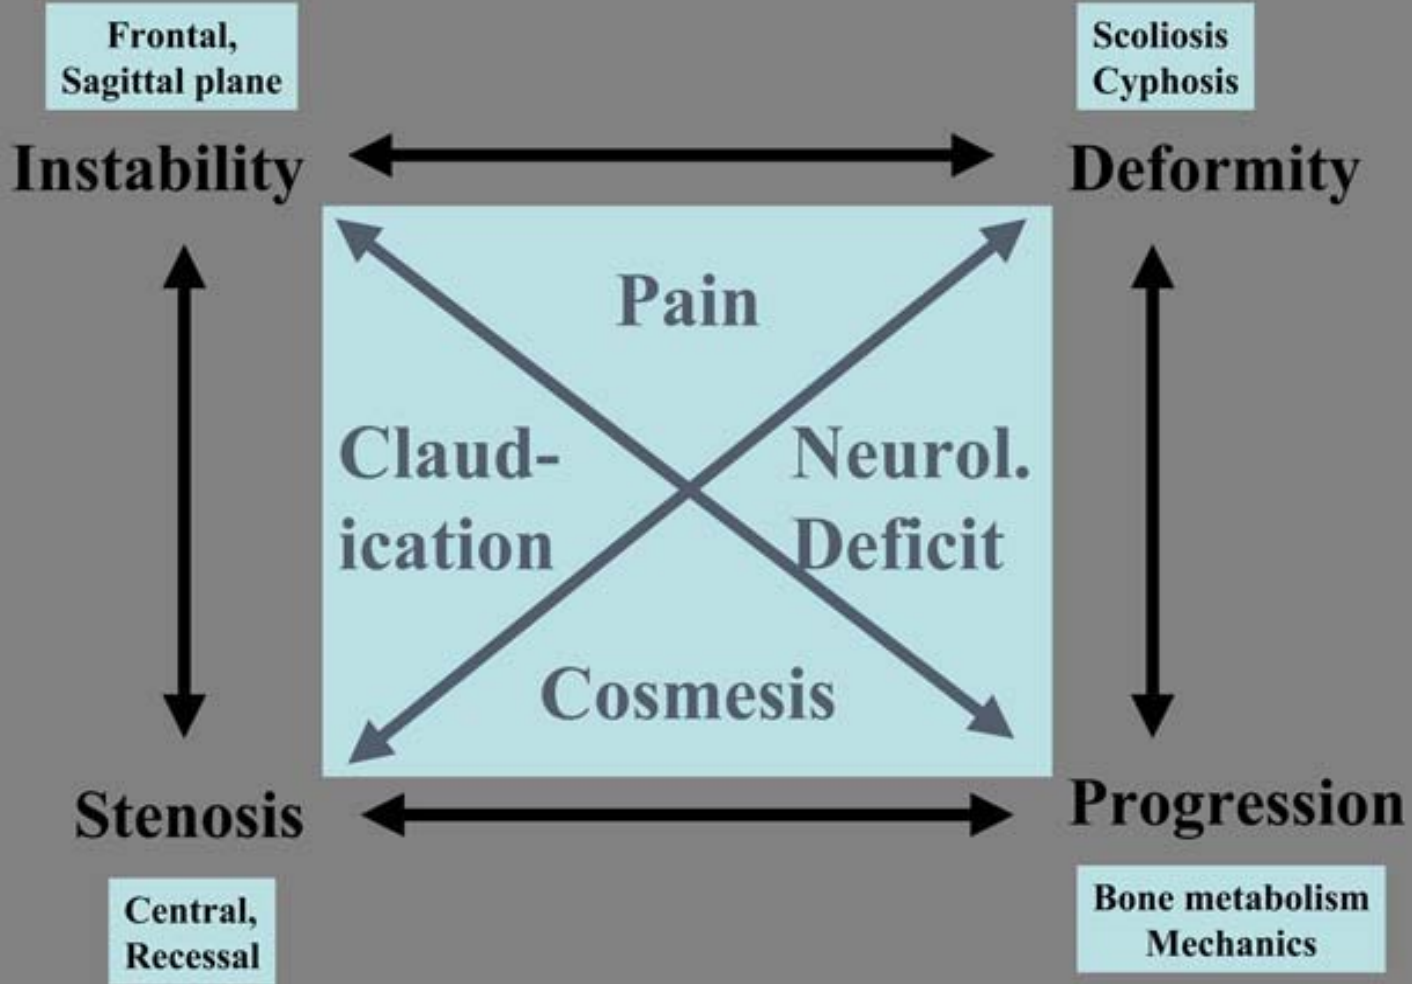 Frontal,
Sagittal plane
Scoliosis
Cyphosis
Instability
Deformity
Pain
Claud-
ication
Neurol.
Deficit
Cosmesis
Stenosis
Progression
Central,
Recessal
Bone metabolism
Mechanics